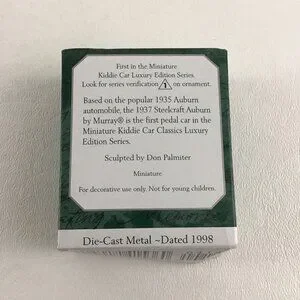 First in the Miniature
Kiddie Car Luxury Edition Series.
Look for series verification 1 on ornament.
Based on the popular 1935 Auburn
automobile, the 1937 Steelcraft Auburn
by Murray® is the first pedal car in the
Miniature Kiddie Car Classics Luxury
Edition Series.
Sculpted by Don Palmiter
Miniature
For decorative use only. Not for young children.
Die-Cast Metal ~Dated 1998